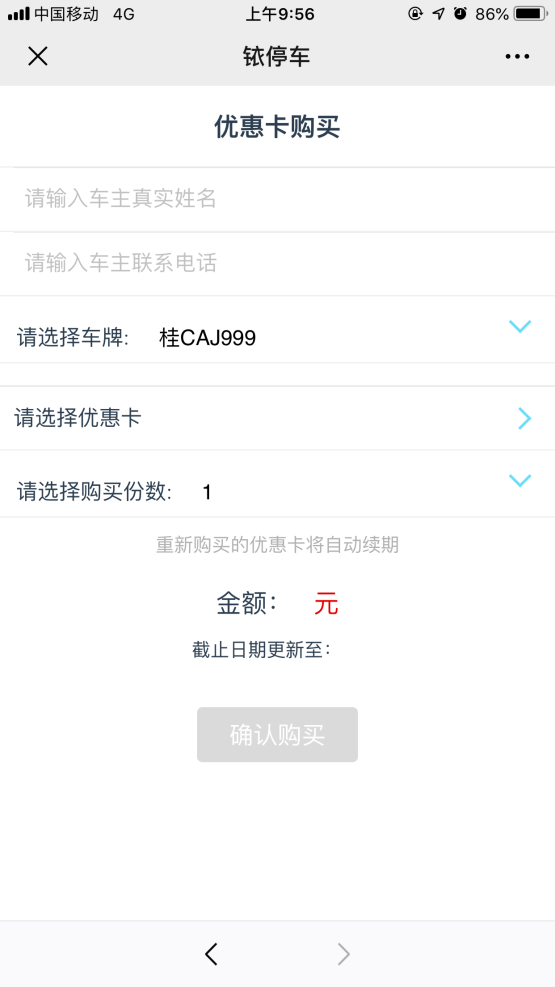 中国移动 4G 上午9:56 86%
铱停车
优惠卡购买
请输入车主真实姓名
请输入车主联系电话
请选择车牌: 桂CAJ999
请选择优惠卡
请选择购买份数: 1
重新购买的优惠卡将自动续期
金额： 元
截止日期更新至：
确认购买